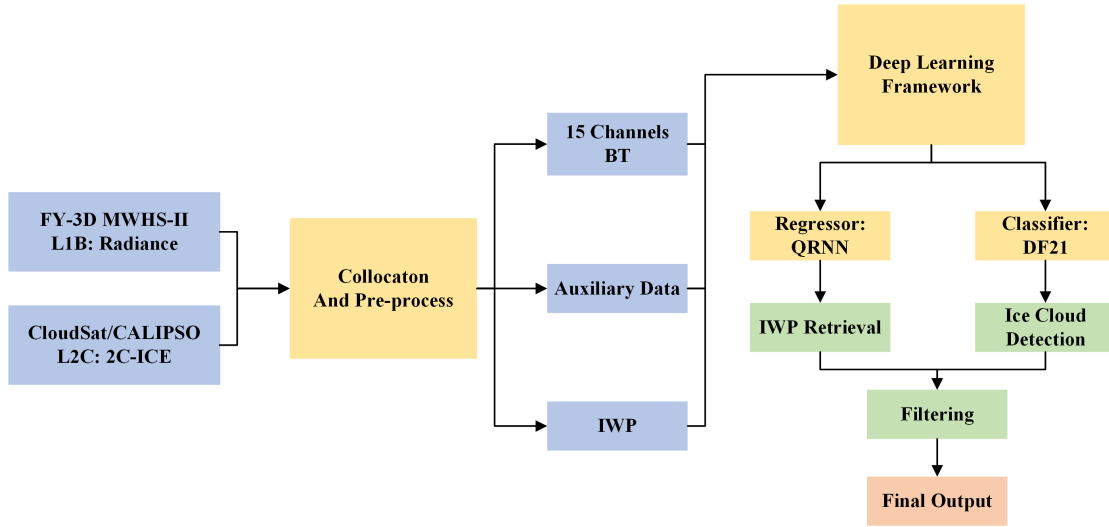 FY-3D MWHS-II
L1B: Radiance
CloudSat/CALIPSO
L2C: 2C-ICE
Collocaton
And Pre-process
15 Channels
BT
Auxiliary Data
IWP
Deep Learning
Framework
Regressor:
QRNN
Classifier:
DF21
IWP Retrieval
Ice Cloud
Detection
Filtering
Final Output